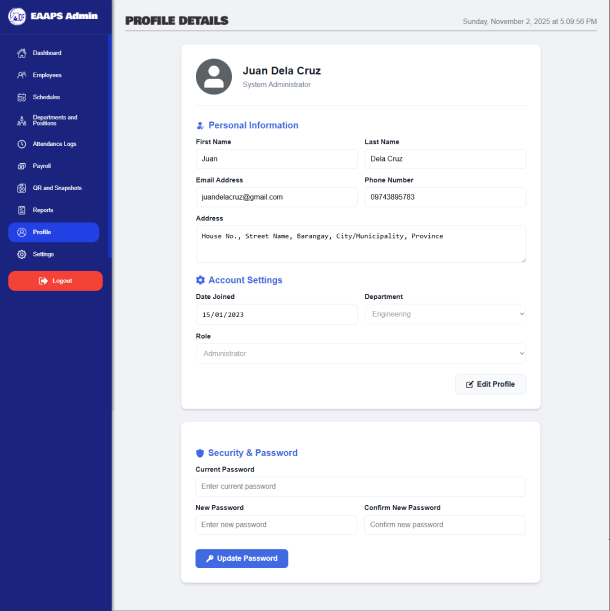 EAAPS Admin
Dashboard
Employees
Schedules
Departments and
Positions
Attendance Logs
Payroll
QR and Snapshots
Reports
Profile
Settings
Logout
PROFILE DETAILS
Sunday, November 2, 2025 at 5:09:56 PM
Juan Dela Cruz
System Administrator
Personal Information
First Name
Last Name
Juan
Dela Cruz
Email Address
Phone Number
juandelacruz@gmail.com
09743895783
Address
House No., Street Name, Barangay, City/Municipality, Province
Account Settings
Date Joined
Department
15/01/2023
Engineering
Role
Administrator
Edit Profile
Security & Password
Current Password
Enter current password
New Password
Confirm New Password
Enter new password
Confirm new password
Update Password